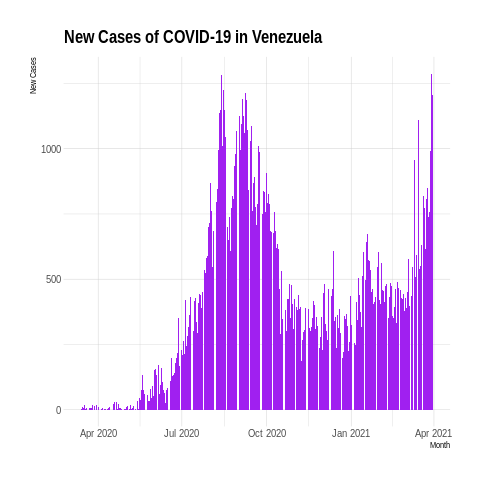 New Cases of COVID-19 in Venezuela
New Cases
1000
500
0
Apr 2020 Jul 2020 Oct 2020 Jan 2021 Apr 2021
Month